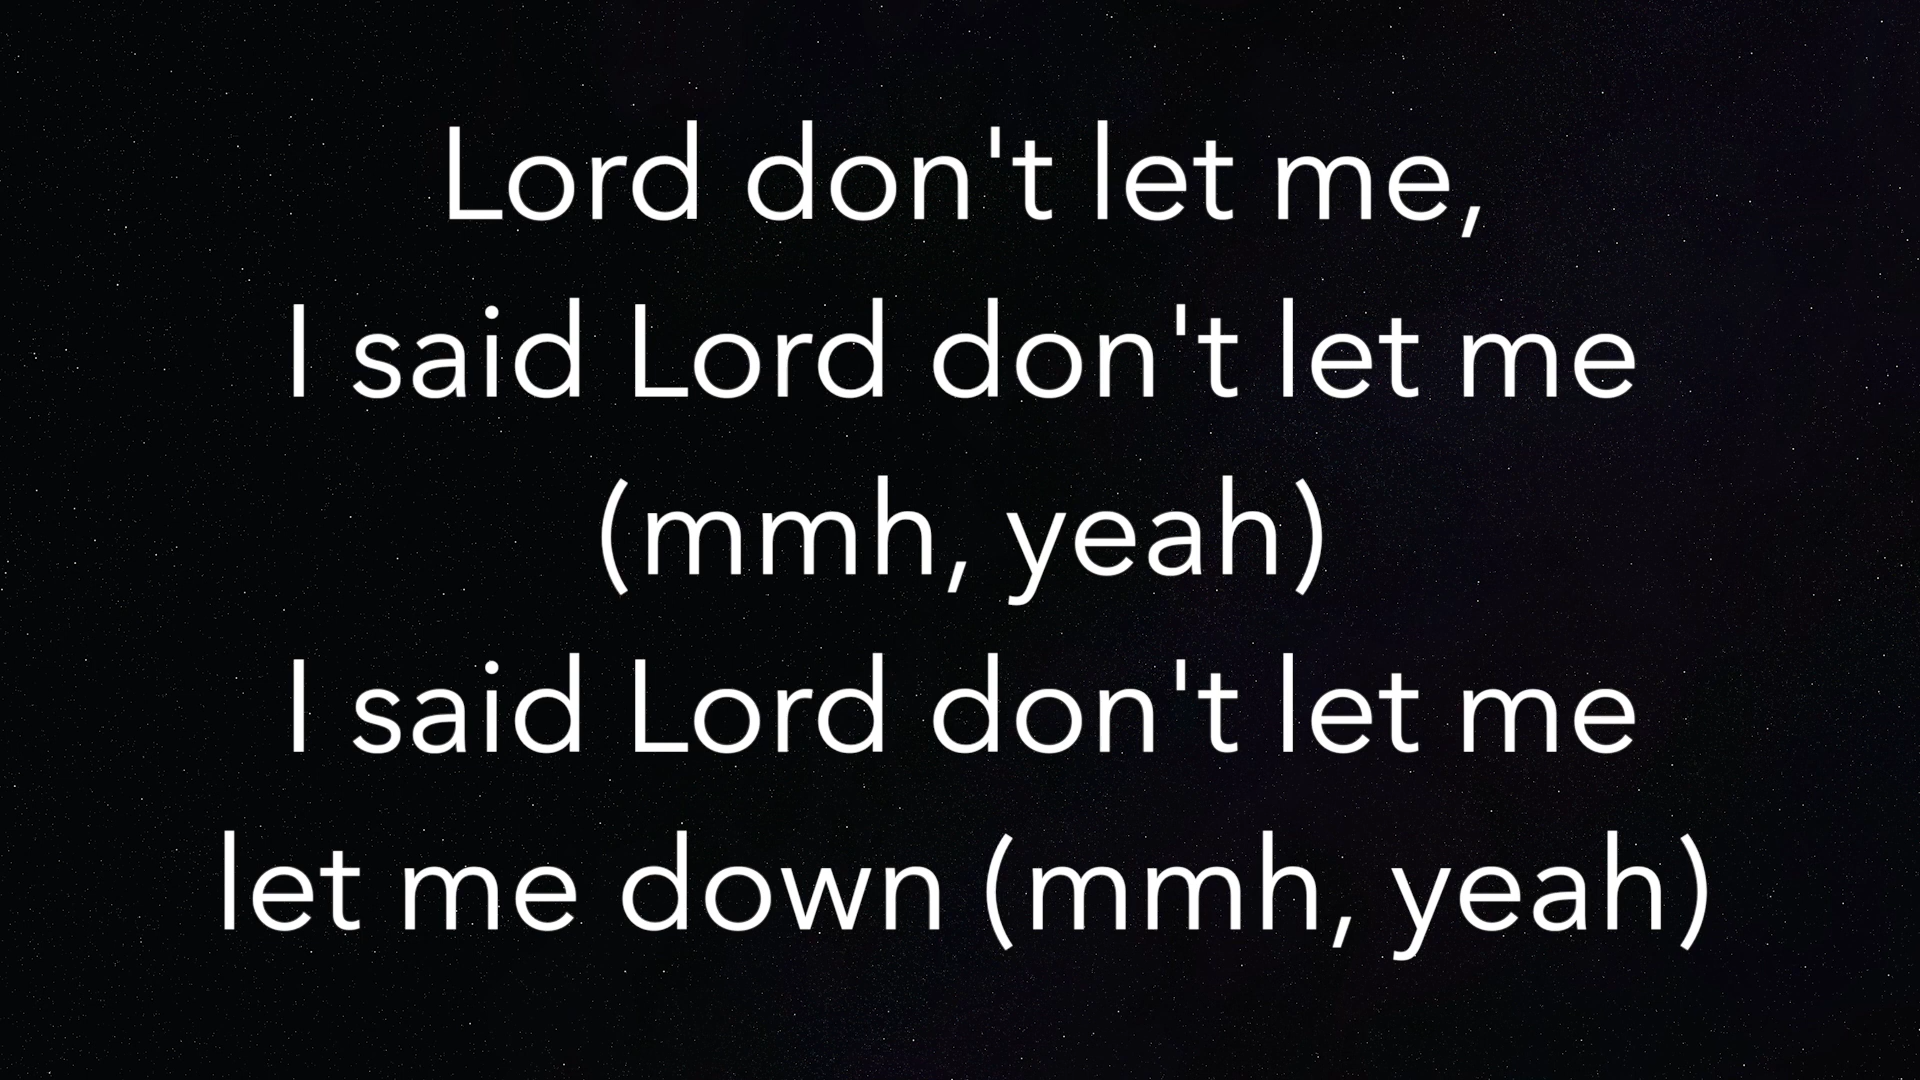 Lord don't let me,
I said Lord don't let me
(mmh, yeah)
I said Lord don't let me
let me down (mmh, yeah)